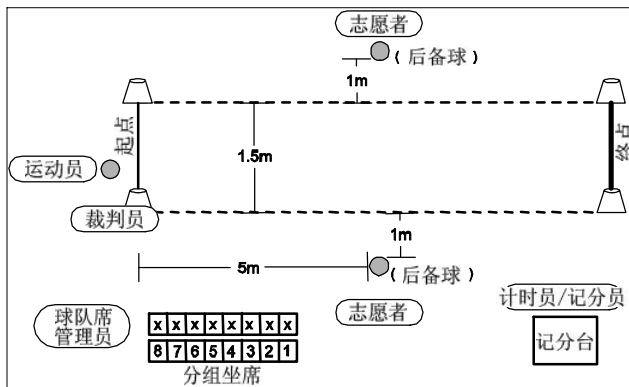 志愿者
(后备球)
1m
起点
终点
1.5m
运动员
裁判员
1m
5m
(后备球)
志愿者
计时员/记分员
球队席
管理员
x x x x x x x x
8 7 6 5 4 3 2 1
分组坐席
记分台